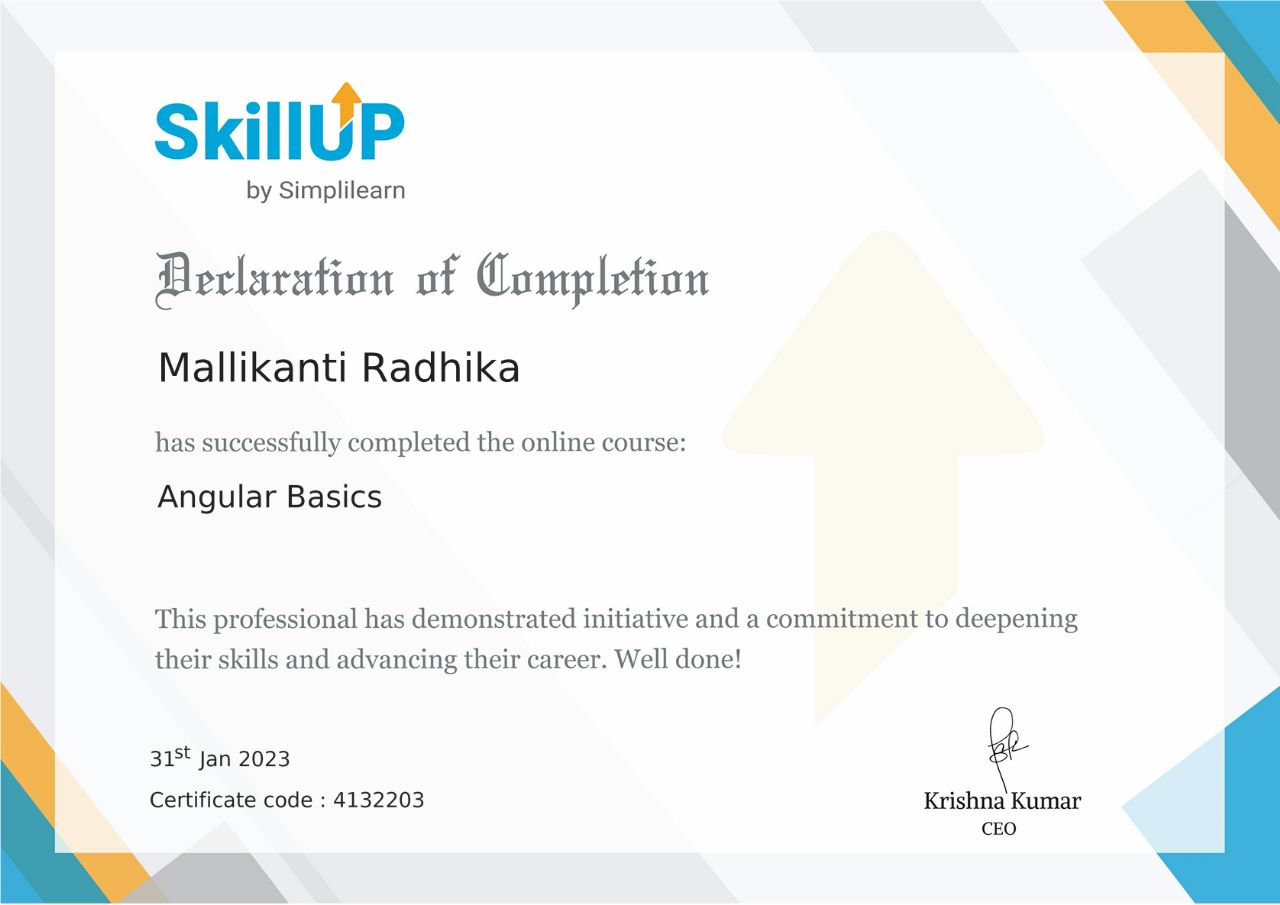 SkillUP
by Simplilearn
Declaration of Completion
Mallikanti Radhika
has successfully completed the online course:
Angular Basics
This professional has demonstrated initiative and a commitment to deepening
their skills and advancing their career. Well done!
31st Jan 2023
Certificate code : 4132203
Krishna Kumar
CEO